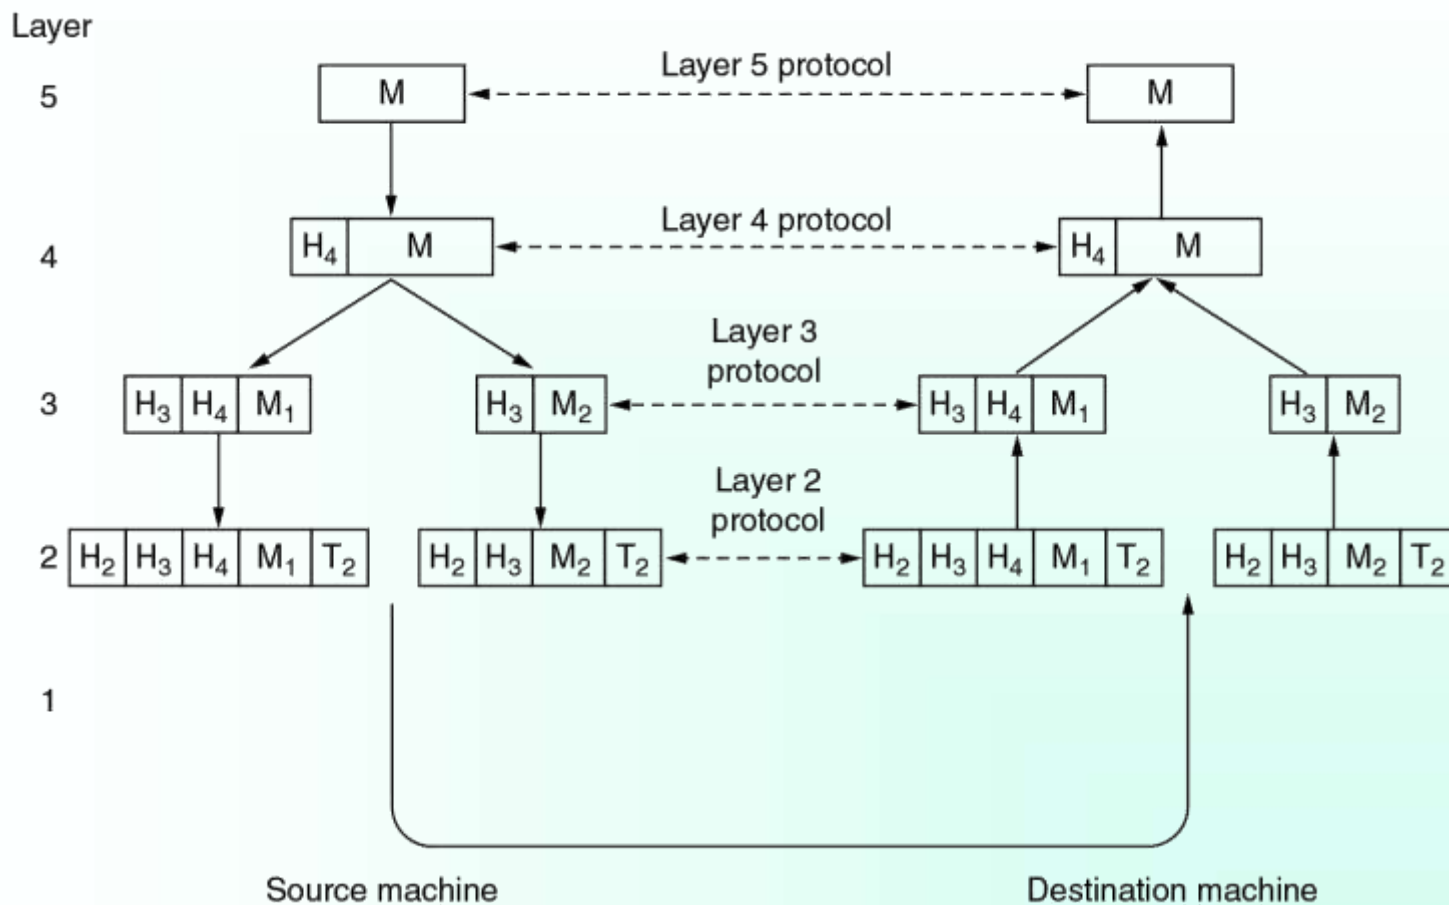 Layer
5 M Layer 5 protocol M
4 H4 M Layer 4 protocol H4 M
Layer 3
protocol
3 H3 H4 M1 H3 M2 H3 H4 M1 H3 M2
Layer 2
protocol
2 H2 H3 H4 M1 T2 H2 H3 M2 T2 H2 H3 H4 M1 T2 H2 H3 M2 T2
1
Source machine Destination machine